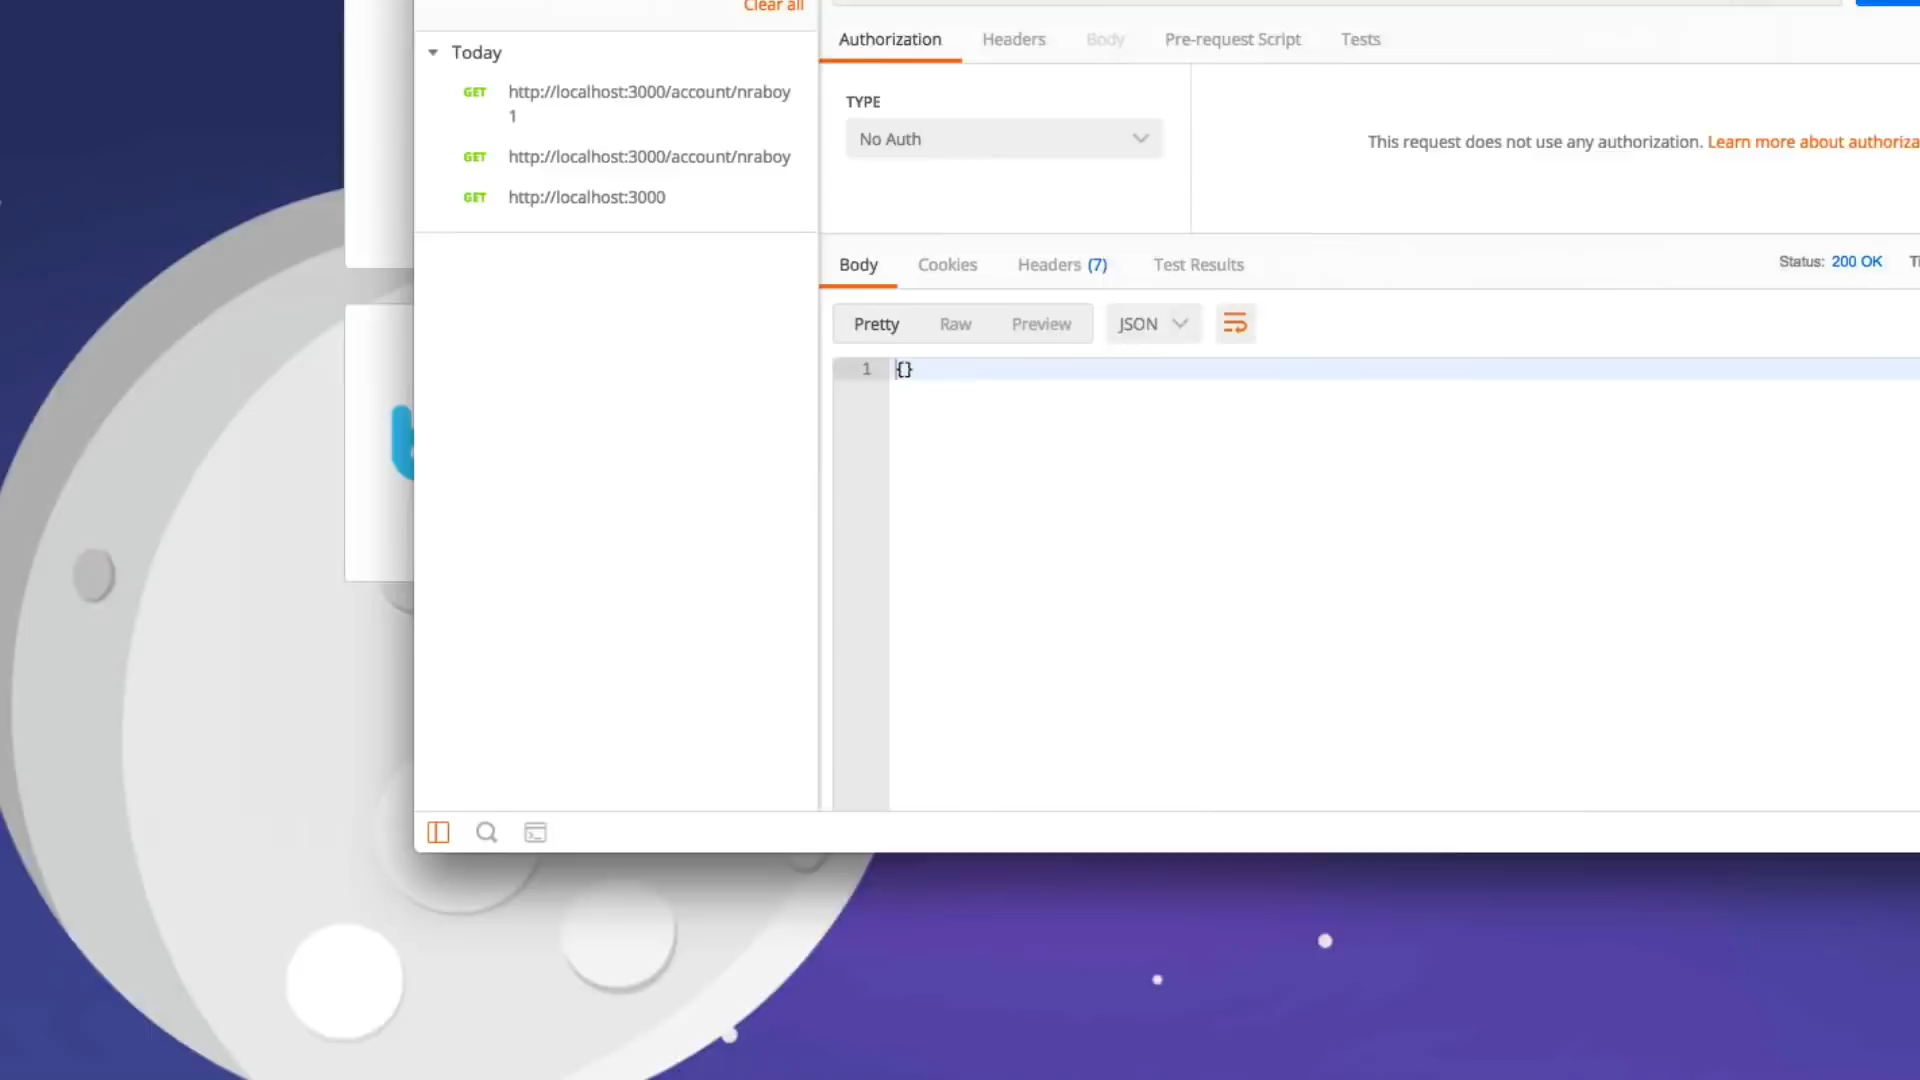 Clear all
Today
GET http://localhost:3000/account/nraboy
1
GET http://localhost:3000/account/nraboy
GET http://localhost:3000
Authorization Headers Body Pre-request Script Tests
TYPE
No Auth
This request does not use any authorization. Learn more about authoriza
Body Cookies Headers (7) Test Results Status: 200 OK
Pretty Raw Preview JSON
1 {}